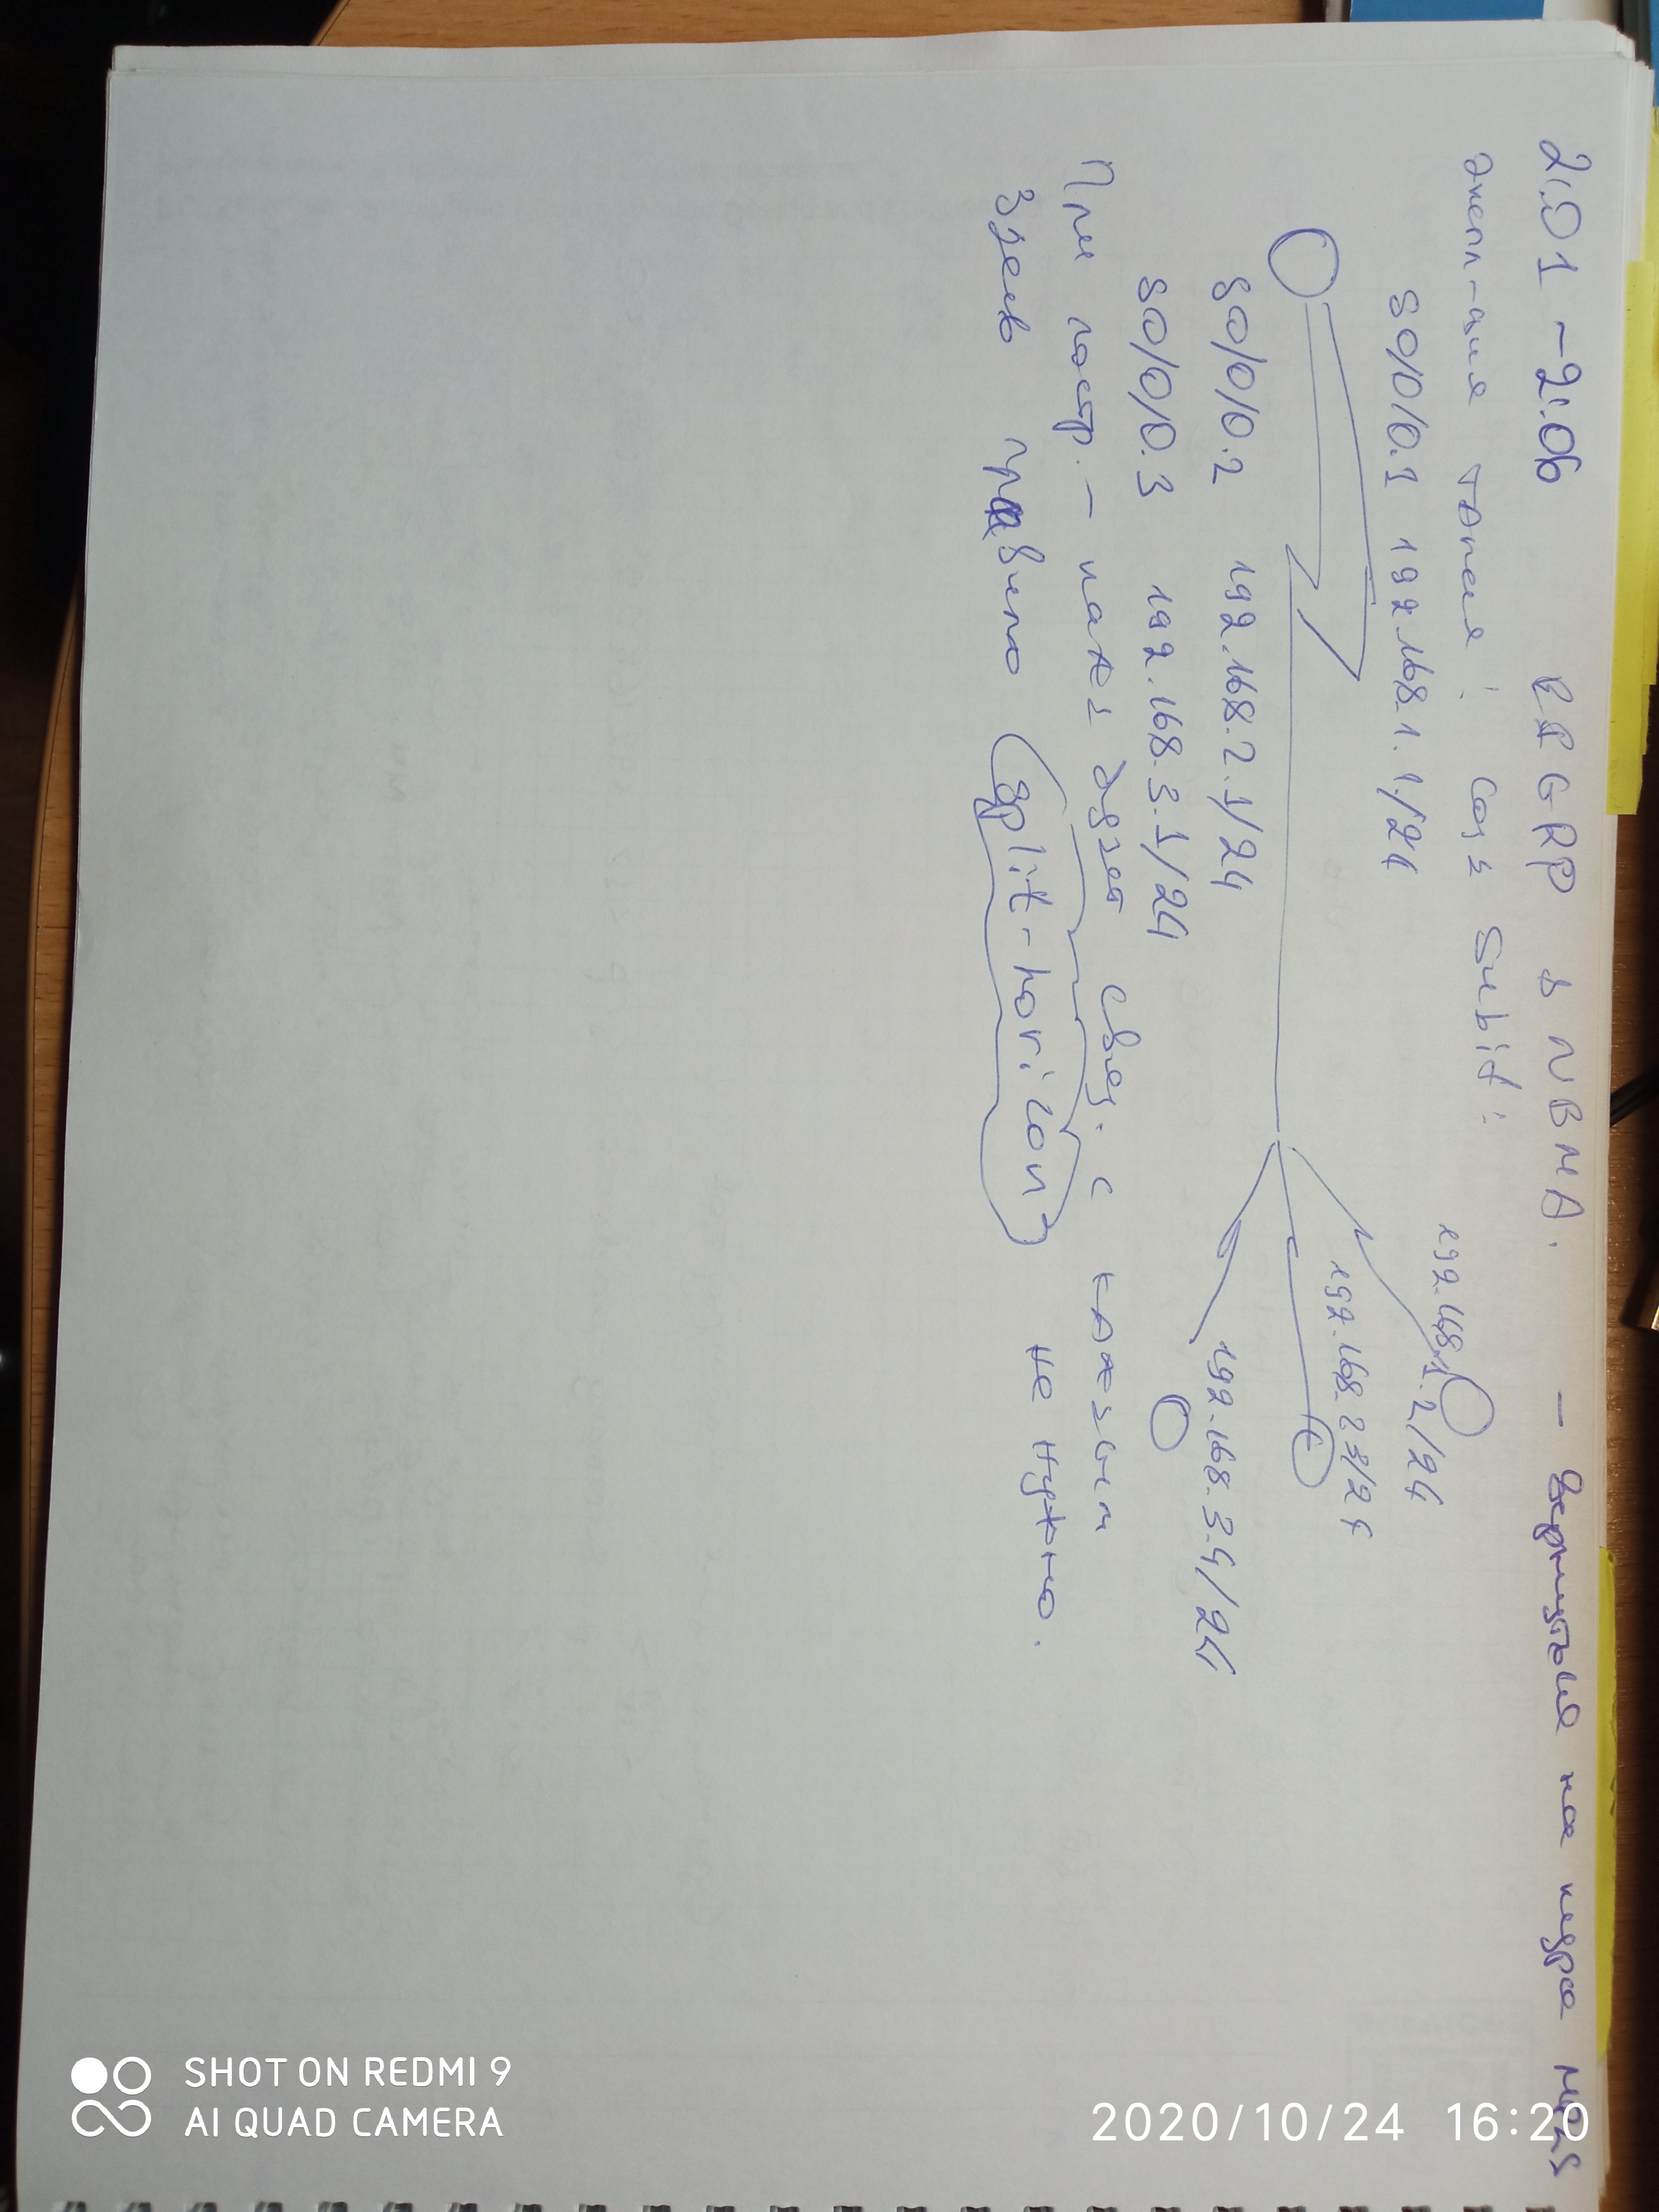 2:01 - 2:06 EIGRP в NBMA. - Вернуться на курсе MPLS
Экспл-ция такая: Созд Subif:
192.168.1.2/24
S0/0/0.1 192.168.1.1/24
192.168.2 3/24
S0/0/0.2 192.168.2.1/24
192.168.3.4/24
S0/0/0.3 192.168.3.1/24
При будет связ. с каждым
Здесь правило split-horizon не нужно.
2020/10/24 16:20
SHOT ON REDMI 9
AI QUAD CAMERA